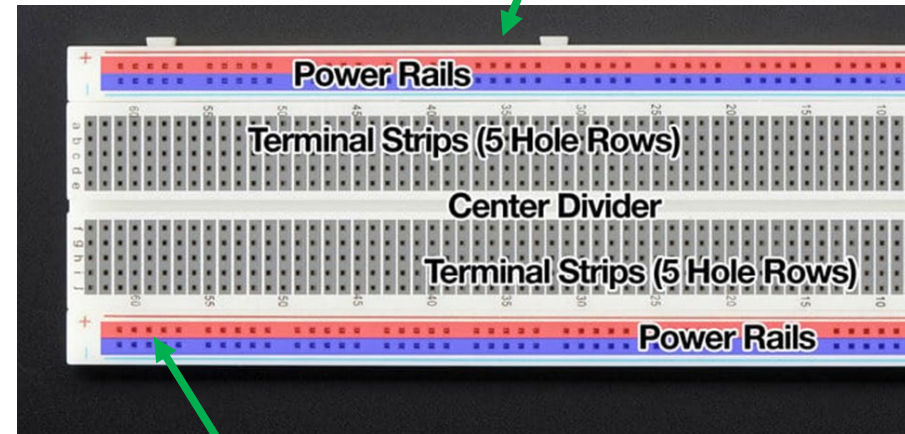 +
Power Rails
-
60 55 50 45 40 35 30 25 20 15 10
a b c d e
Terminal Strips (5 Hole Rows)
Center Divider
f g h i j
Terminal Strips (5 Hole Rows)
60 55 50 45 40 35 30 25 20 15 10
+
Power Rails
-